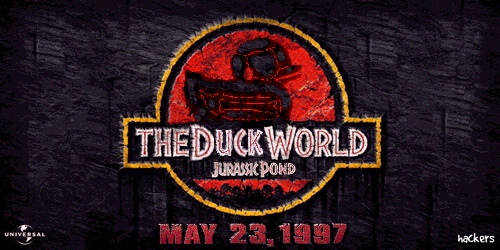 THE DUCK WORLD
JURASSIC POND
MAY 23, 1997
UNIVERSAL
hackers